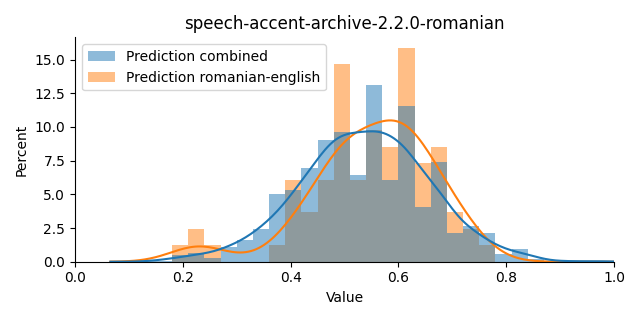 speech-accent-archive-2.2.0-romanian
Prediction combined
Prediction romanian-english
Percent
15.0
12.5
10.0
7.5
5.0
2.5
0.0
0.0 0.2 0.4 0.6 0.8 1.0
Value